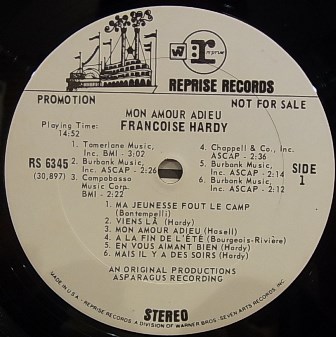 W
r
reprise
REPRISE RECORDS
PROMOTION
NOT FOR SALE
MON AMOUR ADIEU
FRANCOISE HARDY
Playing Time:
14:52
RS 6345
(30,897)
1. Tamerlane Music,
Inc. BMI - 3:02
2. Burbank Music,
Inc. ASCAP - 2:26
3. Campobasso
Music Corp.
BMI - 2:22
4. Chappell & Co., Inc.
ASCAP - 2:36
5. Burbank Music,
Inc. ASCAP - 2:14
6. Burbank Music,
Inc. ASCAP - 2:12
SIDE
1
1. MA JEUNESSE FOUT LE CAMP
(Bontempelli)
2. VIENS LÀ (Hardy)
3. MON AMOUR ADIEU (Hasell)
4. A LA FIN DE L'ÉTÉ (Bourgeois-Rivière)
5. EN VOUS AIMANT BIEN (Hardy)
6. MAIS IL Y A DES SOIRS (Hardy)
AN ORIGINAL PRODUCTIONS
ASPARAGUS RECORDING
STEREO
MADE IN U.S.A. · REPRISE RECORDS, A DIVISION OF WARNER BROS.-SEVEN ARTS RECORDS, INC.